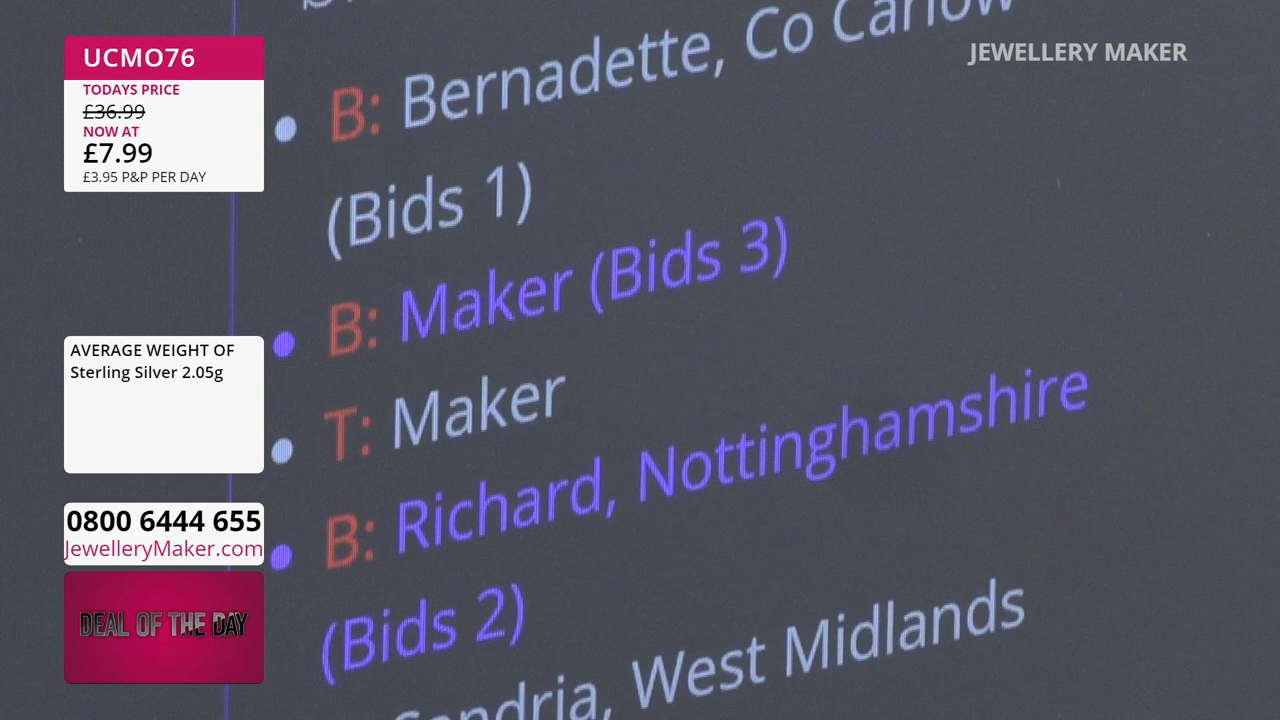 UCMO76
TODAYS PRICE
£36.99
NOW AT
£7.99
£3.95 P&P PER DAY
AVERAGE WEIGHT OF
Sterling Silver 2.05g
0800 6444 655
JewelleryMaker.com
DEAL OF THE DAY
JEWELLERY MAKER
B: Bernadette, Co Carlow
(Bids 1)
B: Maker (Bids 3)
T: Maker
B: Richard, Nottinghamshire
(Bids 2)
West Midlands